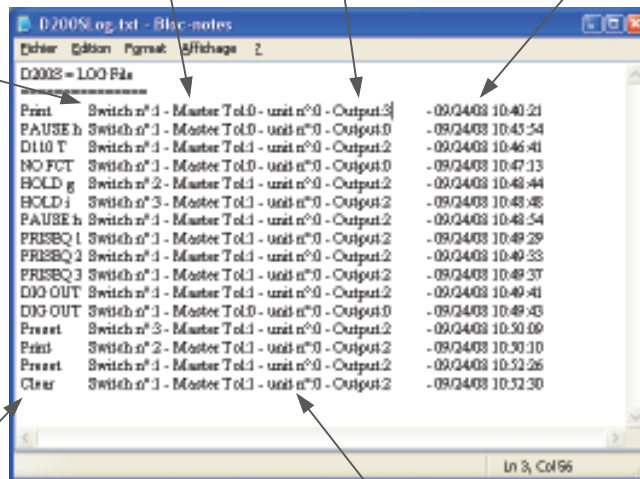 D200SLog.txt - Bloc-notes
Fichier Edition Format Affichage ?
D200S = LOG File
==================
Print Switch n°:1 - Master Tol:0 - unit n°:0 - Output:3 - 09/24/08 10:40:21
PAUSE h Switch n°:1 - Master Tol:0 - unit n°:0 - Output:0 - 09/24/08 10:45:54
D110 T Switch n°:1 - Master Tol:0 - unit n°:0 - Output:2 - 09/24/08 10:46:41
NO FCT Switch n°:1 - Master Tol:0 - unit n°:0 - Output:0 - 09/24/08 10:47:13
HOLD g Switch n°:2 - Master Tol:1 - unit n°:0 - Output:2 - 09/24/08 10:48:44
HOLD i Switch n°:3 - Master Tol:1 - unit n°:0 - Output:2 - 09/24/08 10:48:48
PAUSE h Switch n°:1 - Master Tol:1 - unit n°:0 - Output:2 - 09/24/08 10:48:54
PRISEQ 1 Switch n°:1 - Master Tol:1 - unit n°:0 - Output:2 - 09/24/08 10:49:29
PRISEQ 2 Switch n°:1 - Master Tol:1 - unit n°:0 - Output:2 - 09/24/08 10:49:33
PRISEQ 3 Switch n°:1 - Master Tol:1 - unit n°:0 - Output:2 - 09/24/08 10:49:37
DIG OUT Switch n°:1 - Master Tol:1 - unit n°:0 - Output:2 - 09/24/08 10:49:41
DIG OUT Switch n°:1 - Master Tol:0 - unit n°:0 - Output:0 - 09/24/08 10:49:43
Preset Switch n°:3 - Master Tol:1 - unit n°:0 - Output:2 - 09/24/08 10:50:09
Print Switch n°:2 - Master Tol:1 - unit n°:0 - Output:2 - 09/24/08 10:50:10
Preset Switch n°:1 - Master Tol:1 - unit n°:0 - Output:2 - 09/24/08 10:52:26
Clear Switch n°:1 - Master Tol:1 - unit n°:0 - Output:2 - 09/24/08 10:52:30
Ln 3, Col 56